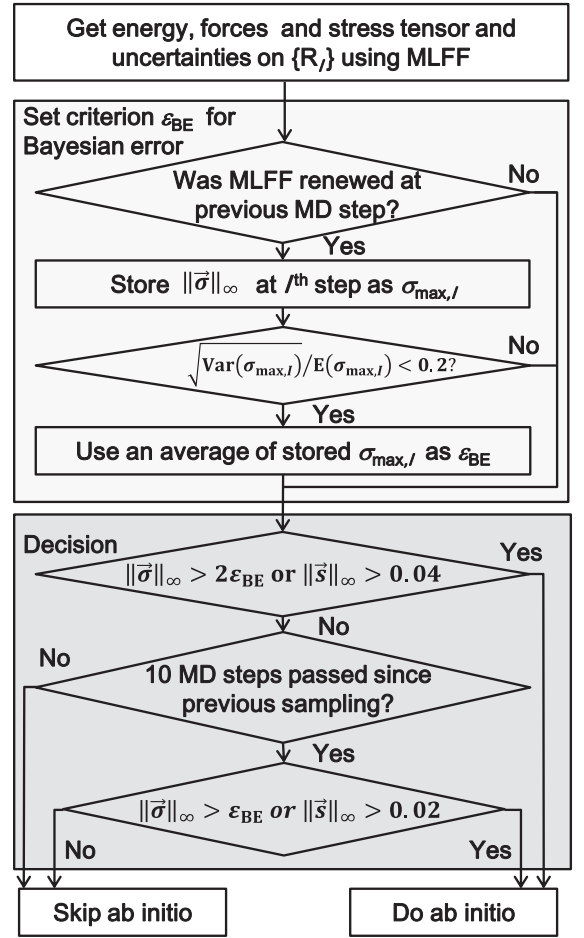 Get energy, forces and stress tensor and
uncertainties on {R_I} using MLFF
Set criterion ε_BE for
Bayesian error
Was MLFF renewed at
previous MD step?
No
Yes
Store ‖σ⃗‖_∞ at I^th step as σ_max,I
√Var(σ_max,I)/E(σ_max,I) < 0.2?
No
Yes
Use an average of stored σ_max,I as ε_BE
Decision
‖σ⃗‖_∞ > 2ε_BE or ‖s⃗‖_∞ > 0.04
Yes
No
No
10 MD steps passed since
previous sampling?
Yes
‖σ⃗‖_∞ > ε_BE or ‖s⃗‖_∞ > 0.02
No
Yes
Skip ab initio
Do ab initio